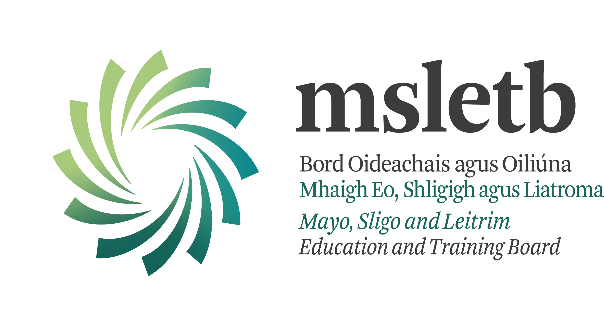 msletb
Bord Oideachais agus Oiliúna
Mhaigh Eo, Shligigh agus Liatroma
Mayo, Sligo and Leitrim
Education and Training Board